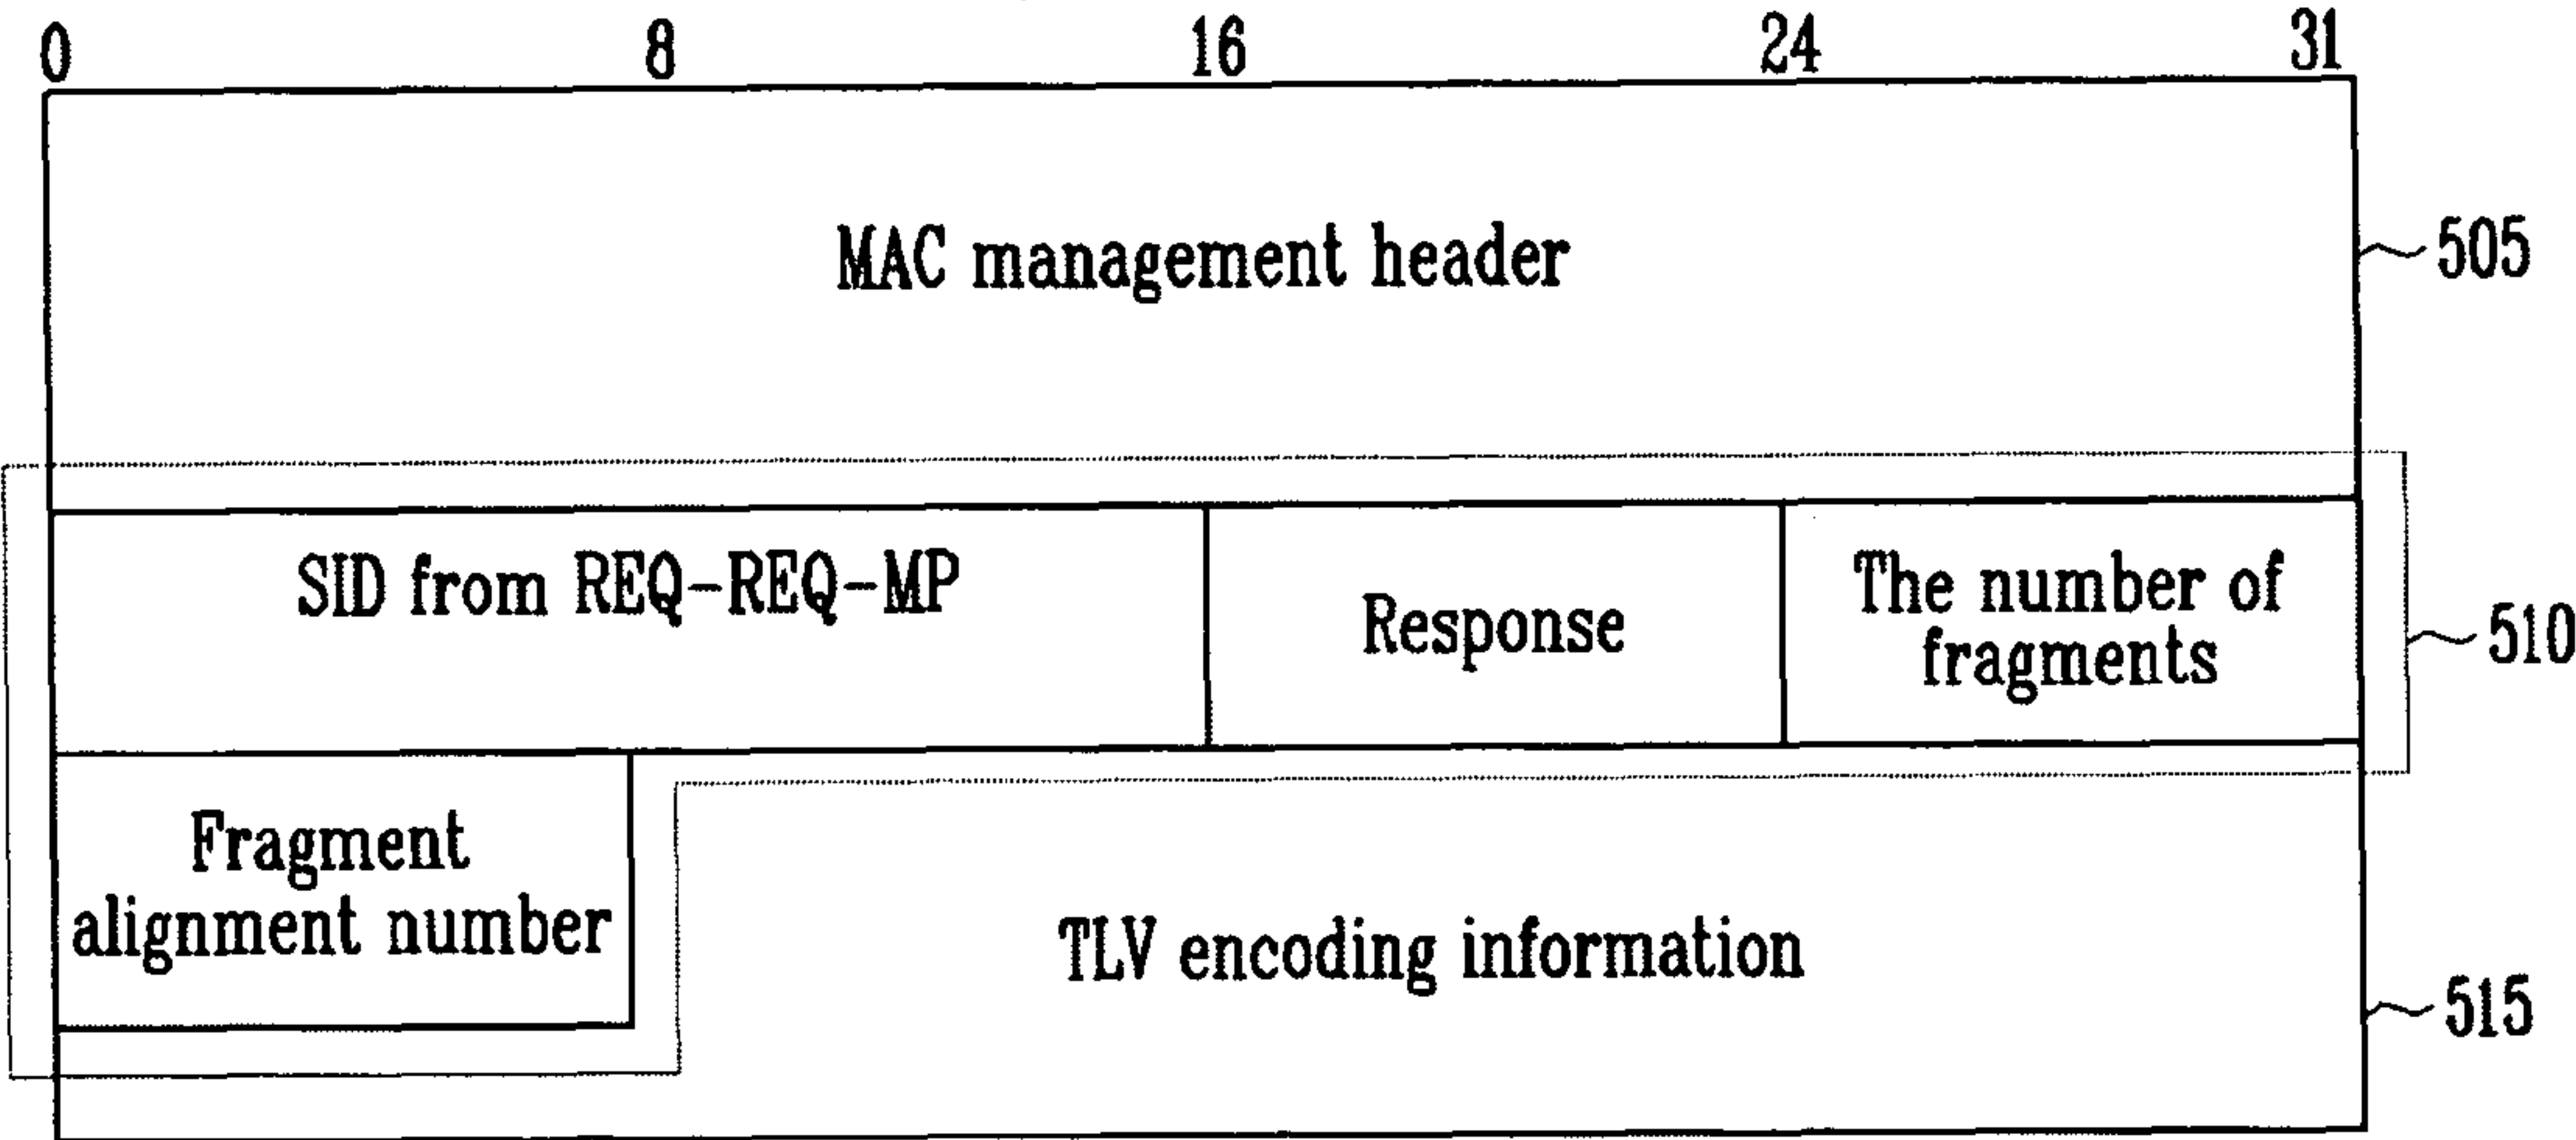 0 8 16 24 31
MAC management header
505
SID from REQ-REQ-MP
Response
The number of
fragments
510
Fragment
alignment number
TLV encoding information
515